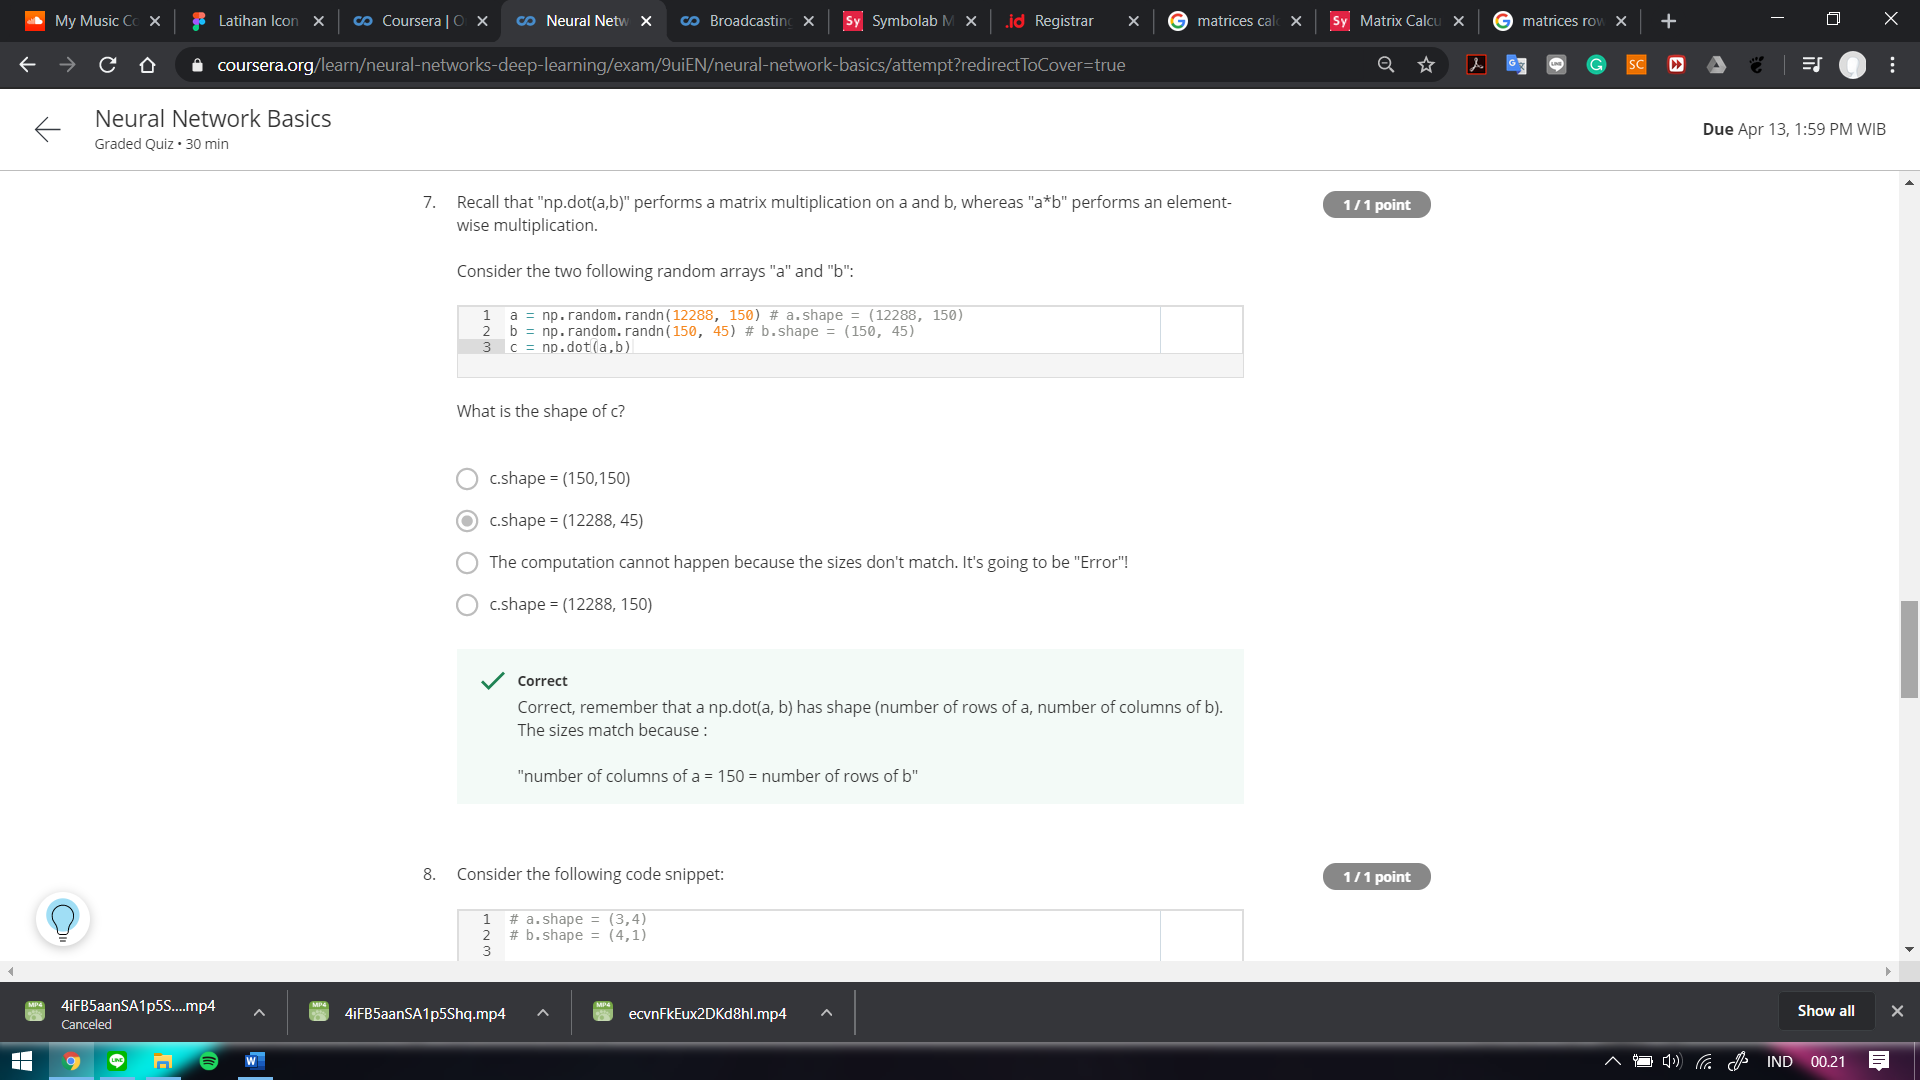 My Music Co
Latihan Icon
Coursera | O
Neural Netw
Broadcasting
Symbolab M
Registrar
matrices calc
Matrix Calcu
matrices row
coursera.org/learn/neural-networks-deep-learning/exam/9uiEN/neural-network-basics/attempt?redirectToCover=true
Neural Network Basics
Graded Quiz • 30 min
Due Apr 13, 1:59 PM WIB
7. Recall that "np.dot(a,b)" performs a matrix multiplication on a and b, whereas "a*b" performs an element-
wise multiplication.
1 / 1 point
Consider the two following random arrays "a" and "b":
1 a = np.random.randn(12288, 150) # a.shape = (12288, 150)
2 b = np.random.randn(150, 45) # b.shape = (150, 45)
3 c = np.dot(a,b)
What is the shape of c?
c.shape = (150,150)
c.shape = (12288, 45)
The computation cannot happen because the sizes don't match. It's going to be "Error"!
c.shape = (12288, 150)
Correct
Correct, remember that a np.dot(a, b) has shape (number of rows of a, number of columns of b).
The sizes match because :
"number of columns of a = 150 = number of rows of b"
8. Consider the following code snippet:
1 / 1 point
1 # a.shape = (3,4)
2 # b.shape = (4,1)
3
4iFB5aanSA1p5S....mp4
Canceled
4iFB5aanSA1p5Shq.mp4
ecvnFkEux2DKd8hI.mp4
Show all
IND
00.21